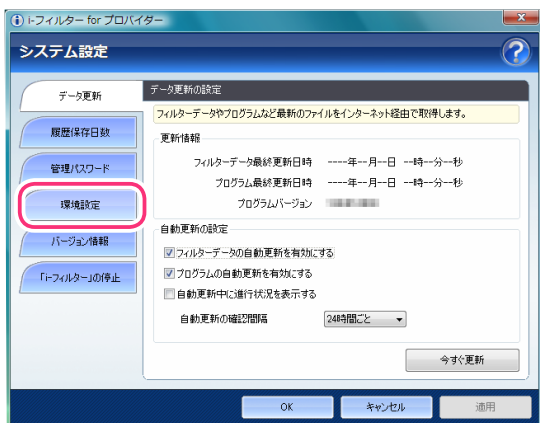 i-フィルター for プロバイダー
システム設定
?
データ更新
履歴保存日数
管理パスワード
環境設定
バージョン情報
「i-フィルター」の停止
データ更新の設定
フィルターデータやプログラムなど最新のファイルをインターネット経由で取得します。
更新情報
フィルターデータ最終更新日時 ----年--月--日 --時--分--秒
プログラム最終更新日時 ----年--月--日 --時--分--秒
プログラムバージョン
自動更新の設定
フィルターデータの自動更新を有効にする
プログラムの自動更新を有効にする
自動更新中に進行状況を表示する
自動更新の確認間隔 24時間ごと
今すぐ更新
OK キャンセル 適用